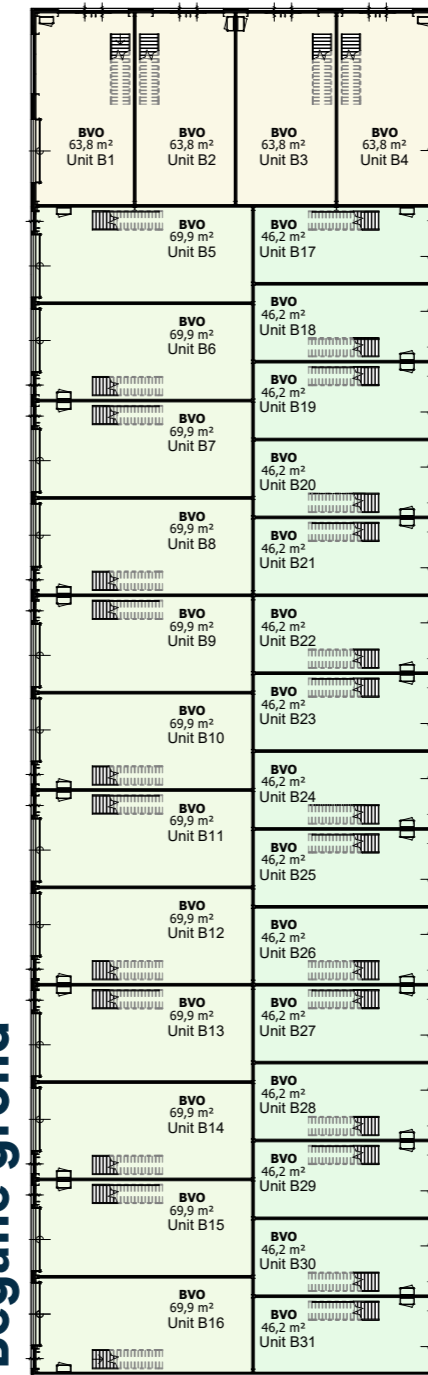 BVO
63,8 m²
Unit B1
BVO
63,8 m²
Unit B2
BVO
63,8 m²
Unit B3
BVO
63,8 m²
Unit B4
BVO
69,9 m²
Unit B5
BVO
46,2 m²
Unit B17
BVO
69,9 m²
Unit B6
BVO
46,2 m²
Unit B18
BVO
69,9 m²
Unit B7
BVO
46,2 m²
Unit B19
BVO
69,9 m²
Unit B8
BVO
46,2 m²
Unit B20
BVO
46,2 m²
Unit B21
BVO
69,9 m²
Unit B9
BVO
46,2 m²
Unit B22
BVO
69,9 m²
Unit B10
BVO
46,2 m²
Unit B23
BVO
69,9 m²
Unit B11
BVO
46,2 m²
Unit B24
BVO
46,2 m²
Unit B25
BVO
69,9 m²
Unit B12
BVO
46,2 m²
Unit B26
BVO
69,9 m²
Unit B13
BVO
46,2 m²
Unit B27
BVO
69,9 m²
Unit B14
BVO
46,2 m²
Unit B28
BVO
69,9 m²
Unit B15
BVO
46,2 m²
Unit B29
BVO
69,9 m²
Unit B16
BVO
46,2 m²
Unit B30
BVO
46,2 m²
Unit B31